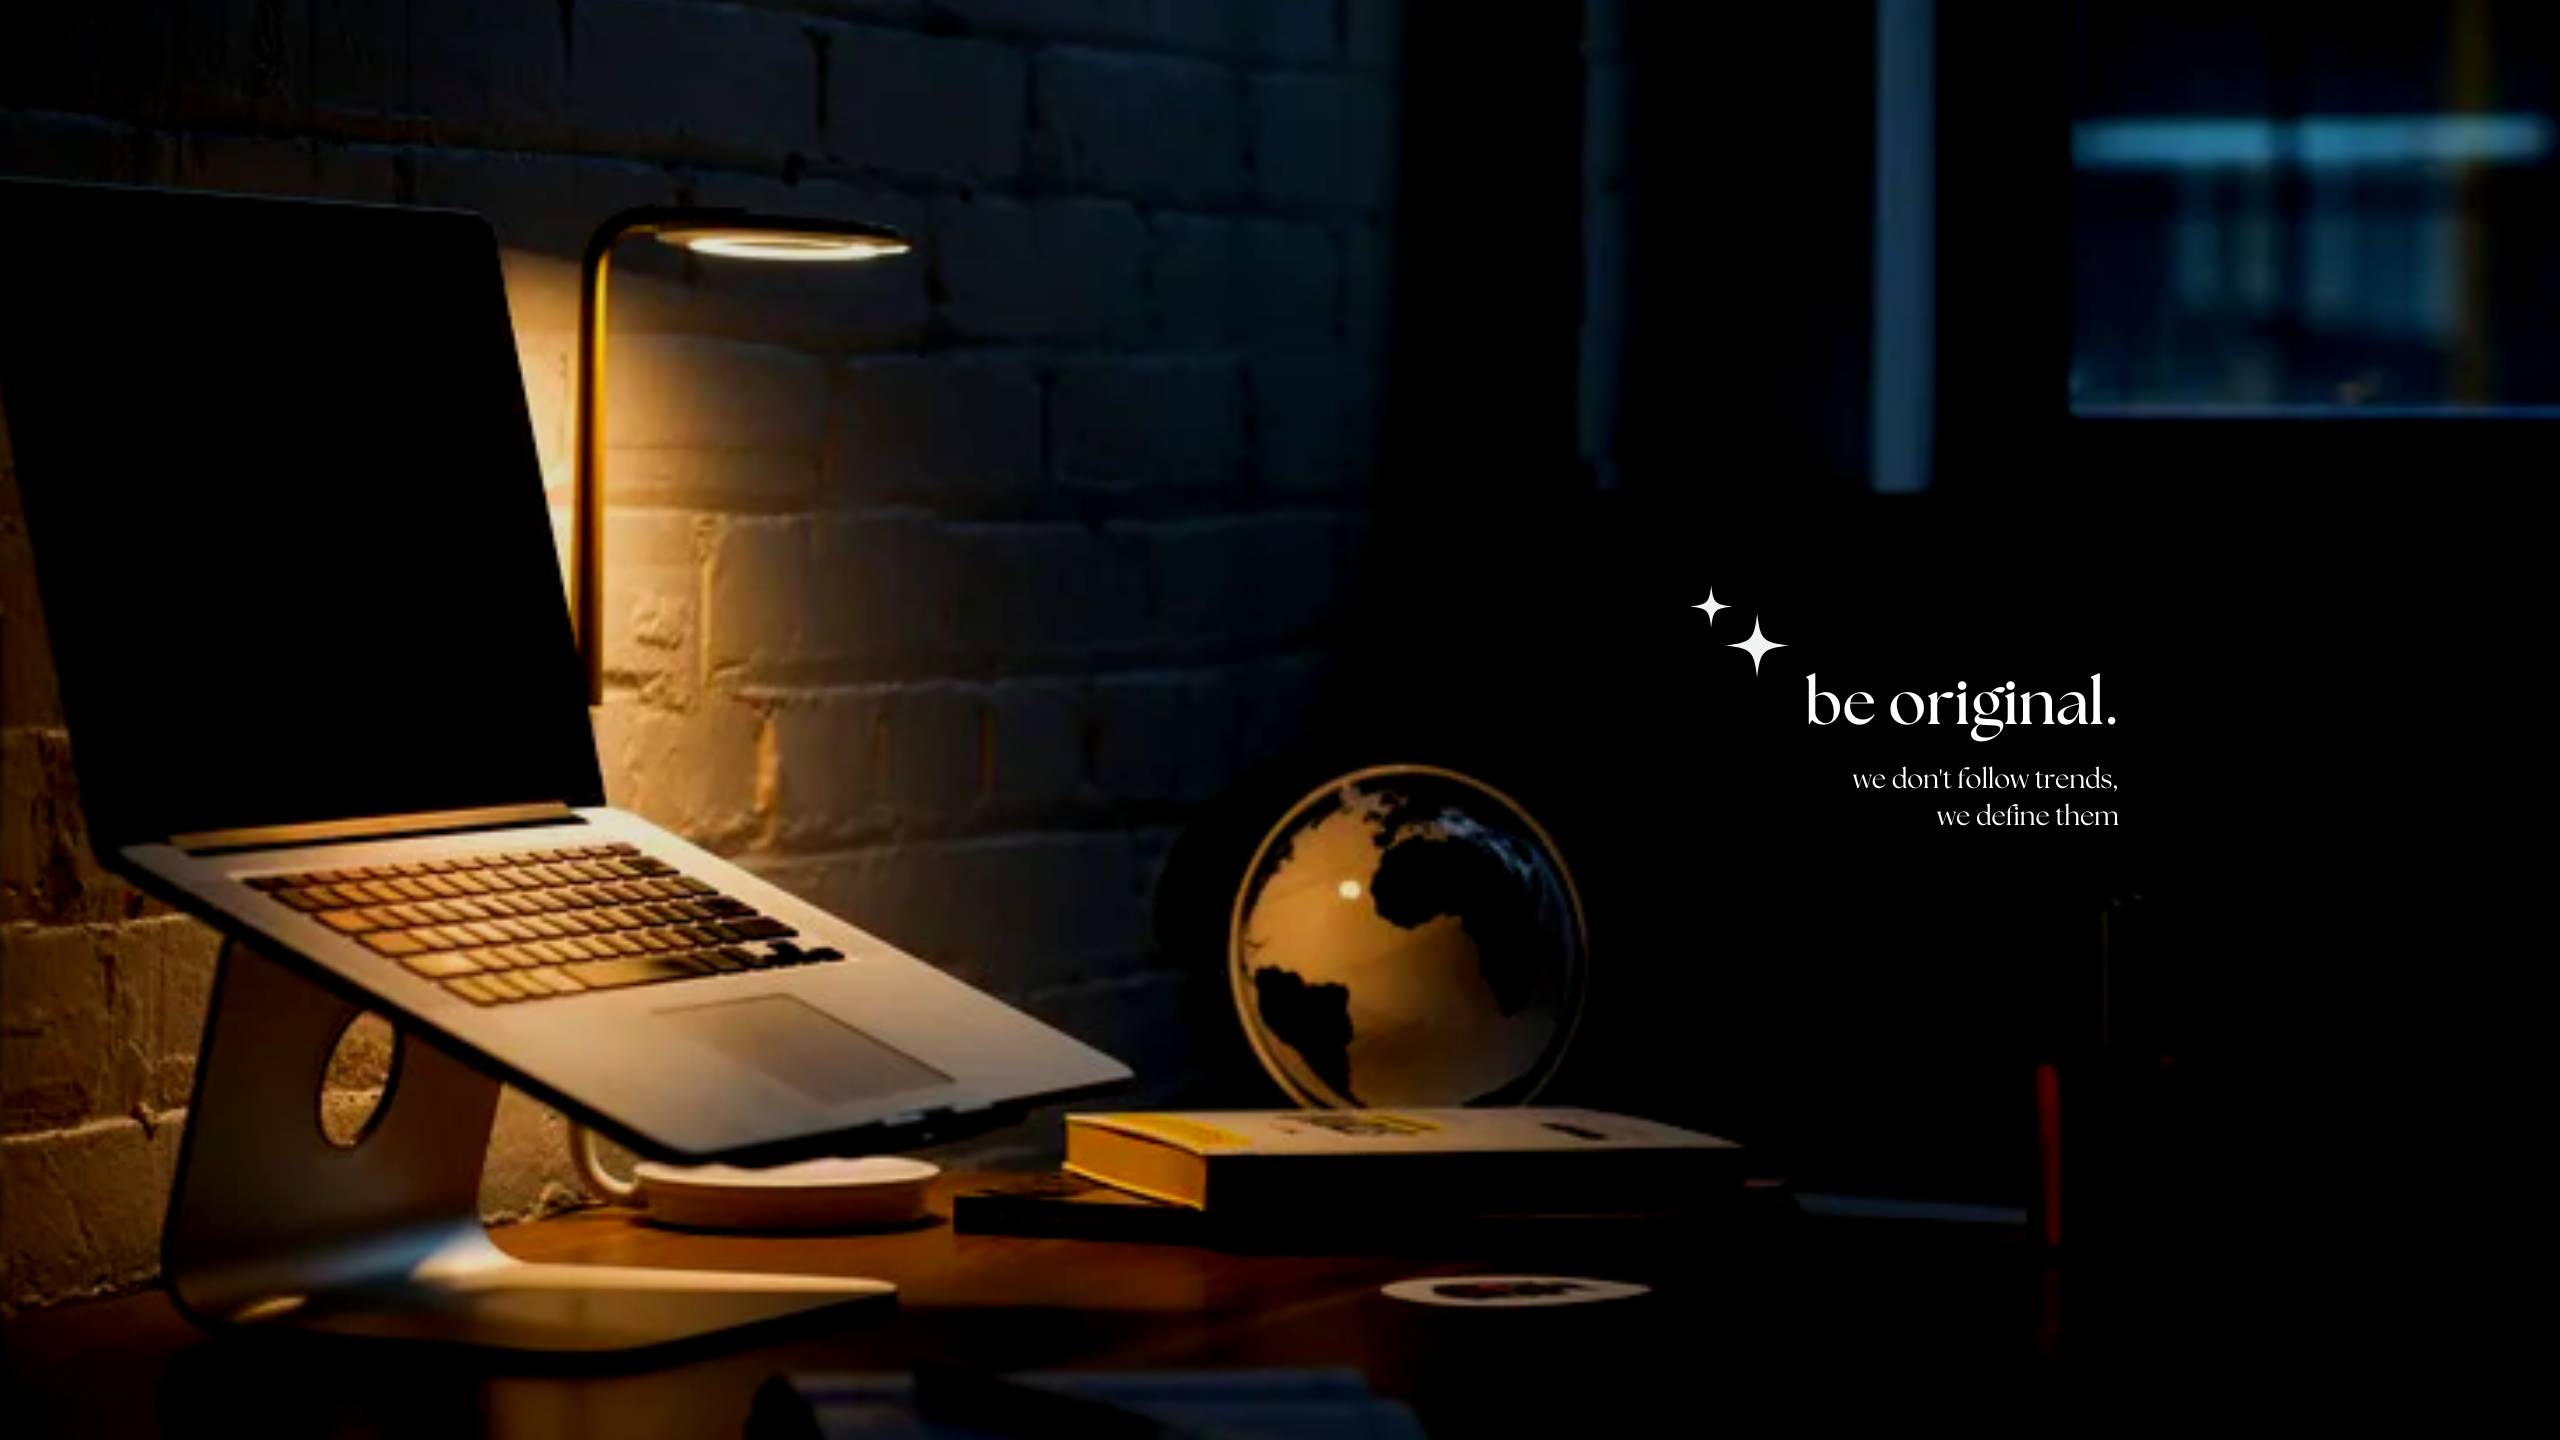 be original.
we don't follow trends,
we define them